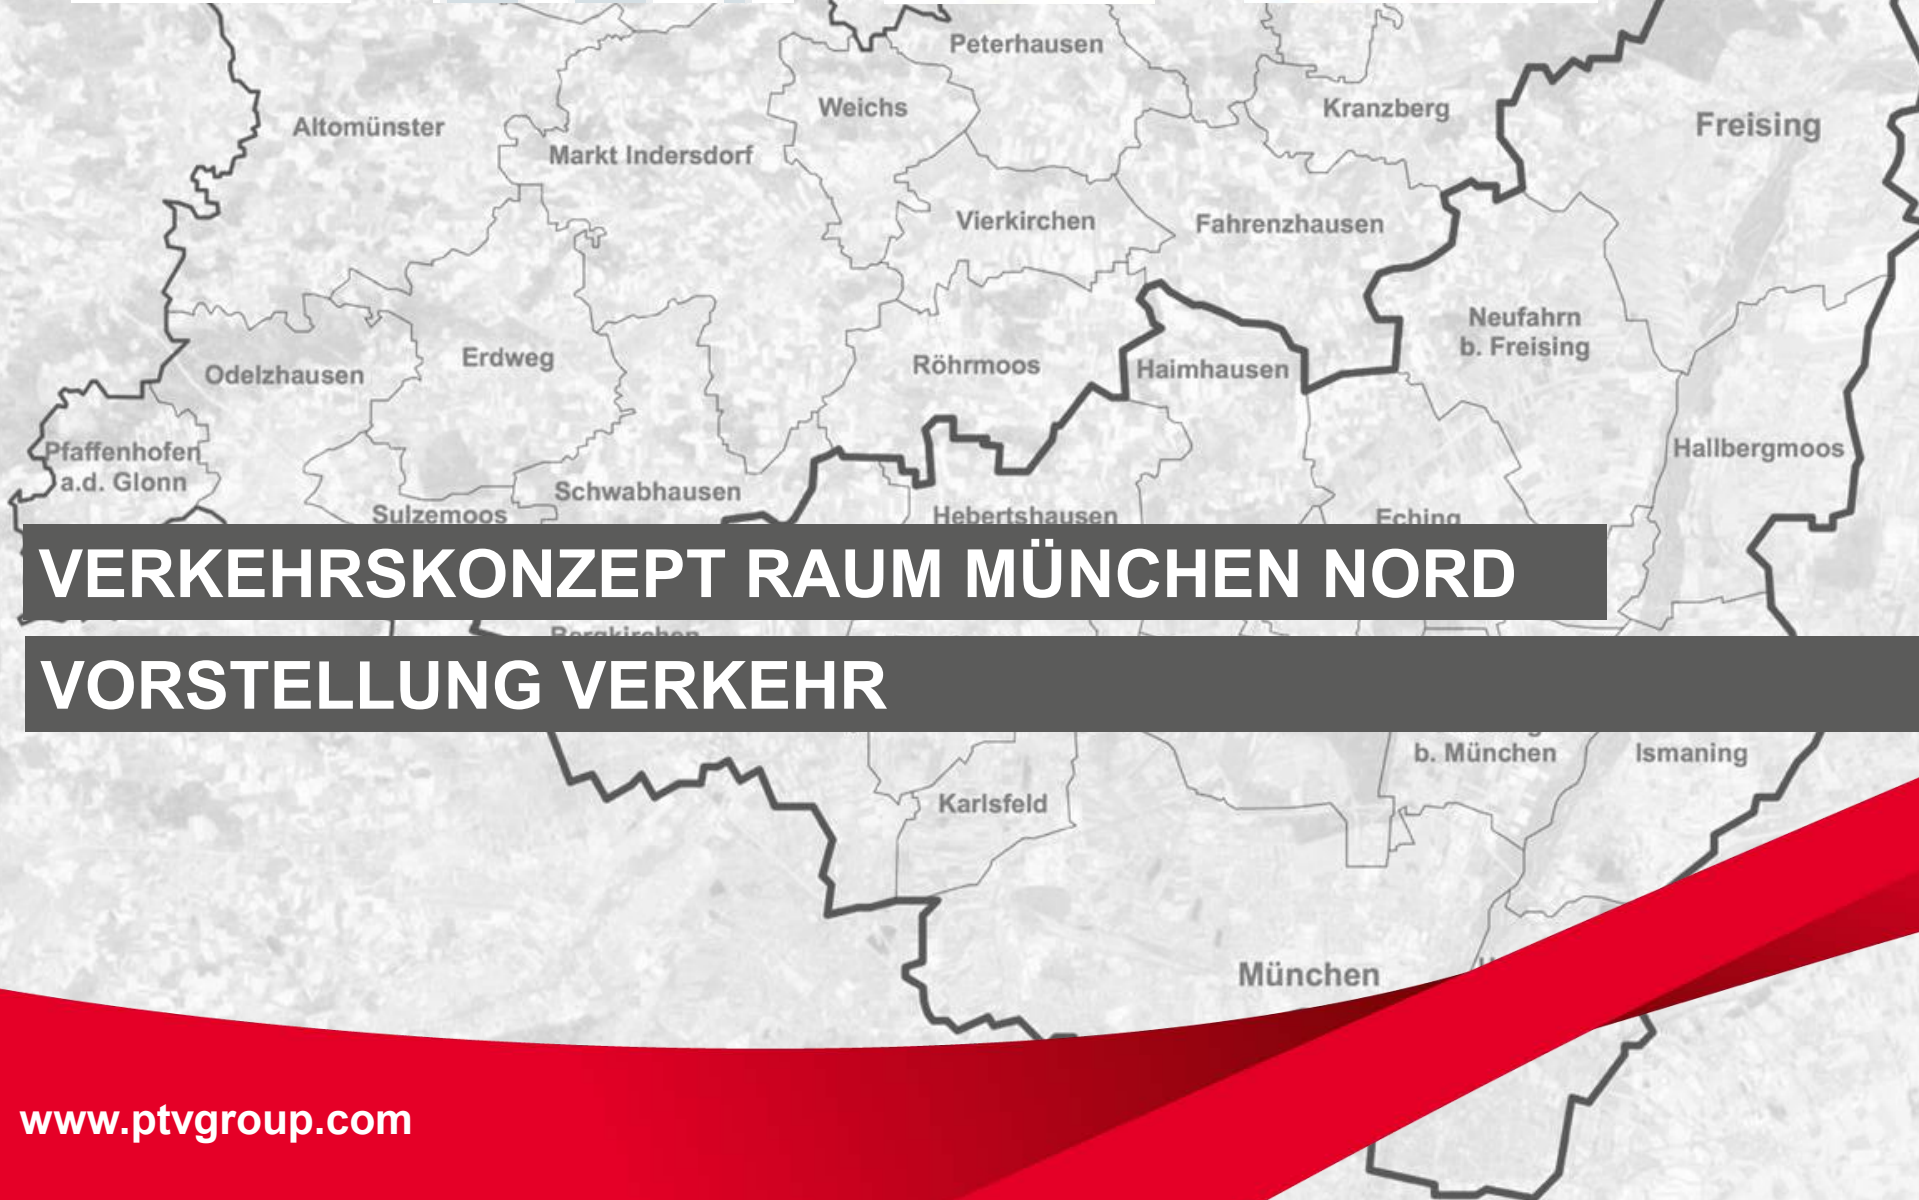 Peterhausen
Weichs
Kranzberg
Freising
Altomünster
Markt Indersdorf
Vierkirchen
Fahrenzhausen
Neufahrn
b. Freising
Erdweg
Odelzhausen
Röhrmoos
Haimhausen
Pfaffenhofen
a.d. Glonn
Hallbergmoos
Schwabhausen
Sulzemoos
Hebertshausen
Eching
VERKEHRSKONZEPT RAUM MÜNCHEN NORD
Bergkirchen
VORSTELLUNG VERKEHR
b. München
Ismaning
Karlsfeld
München
www.ptvgroup.com